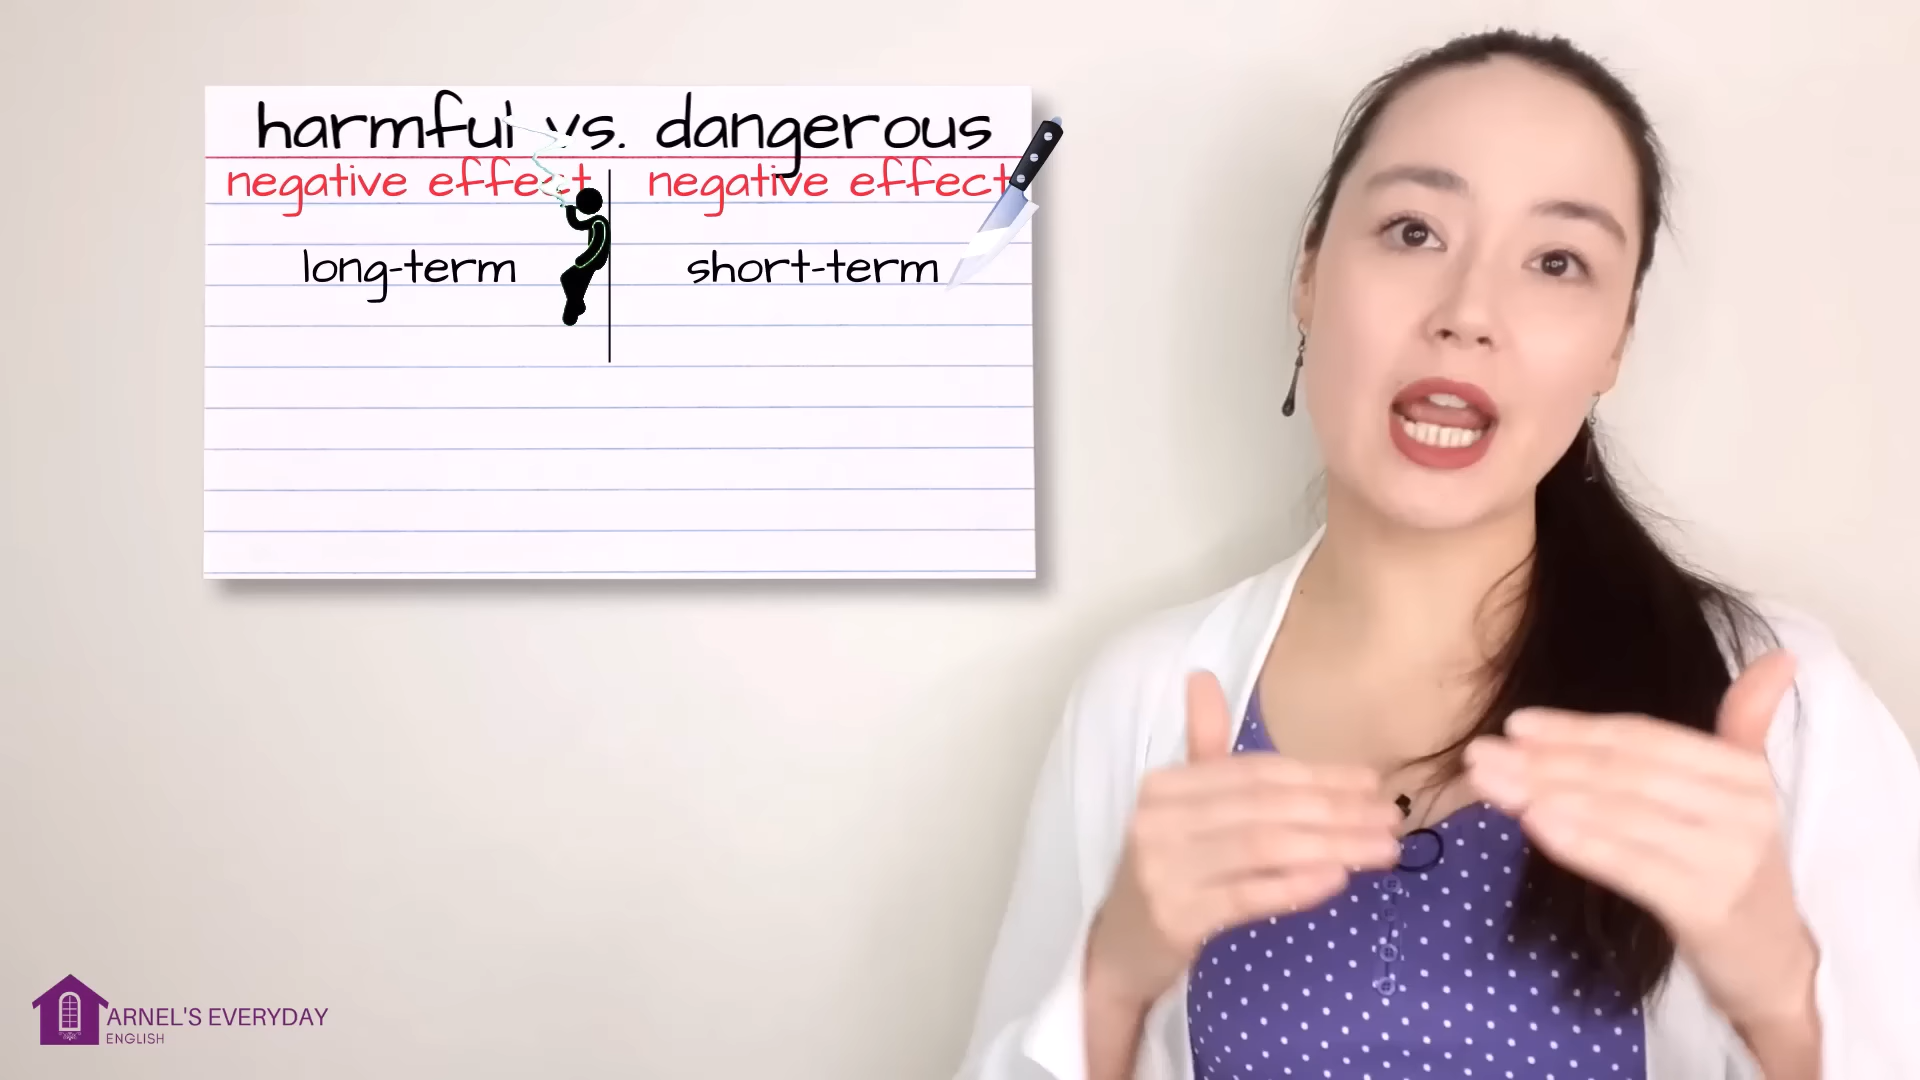 harmful vs. dangerous
negative effect negative effect
long-term short-term
ARNEL'S EVERYDAY
ENGLISH